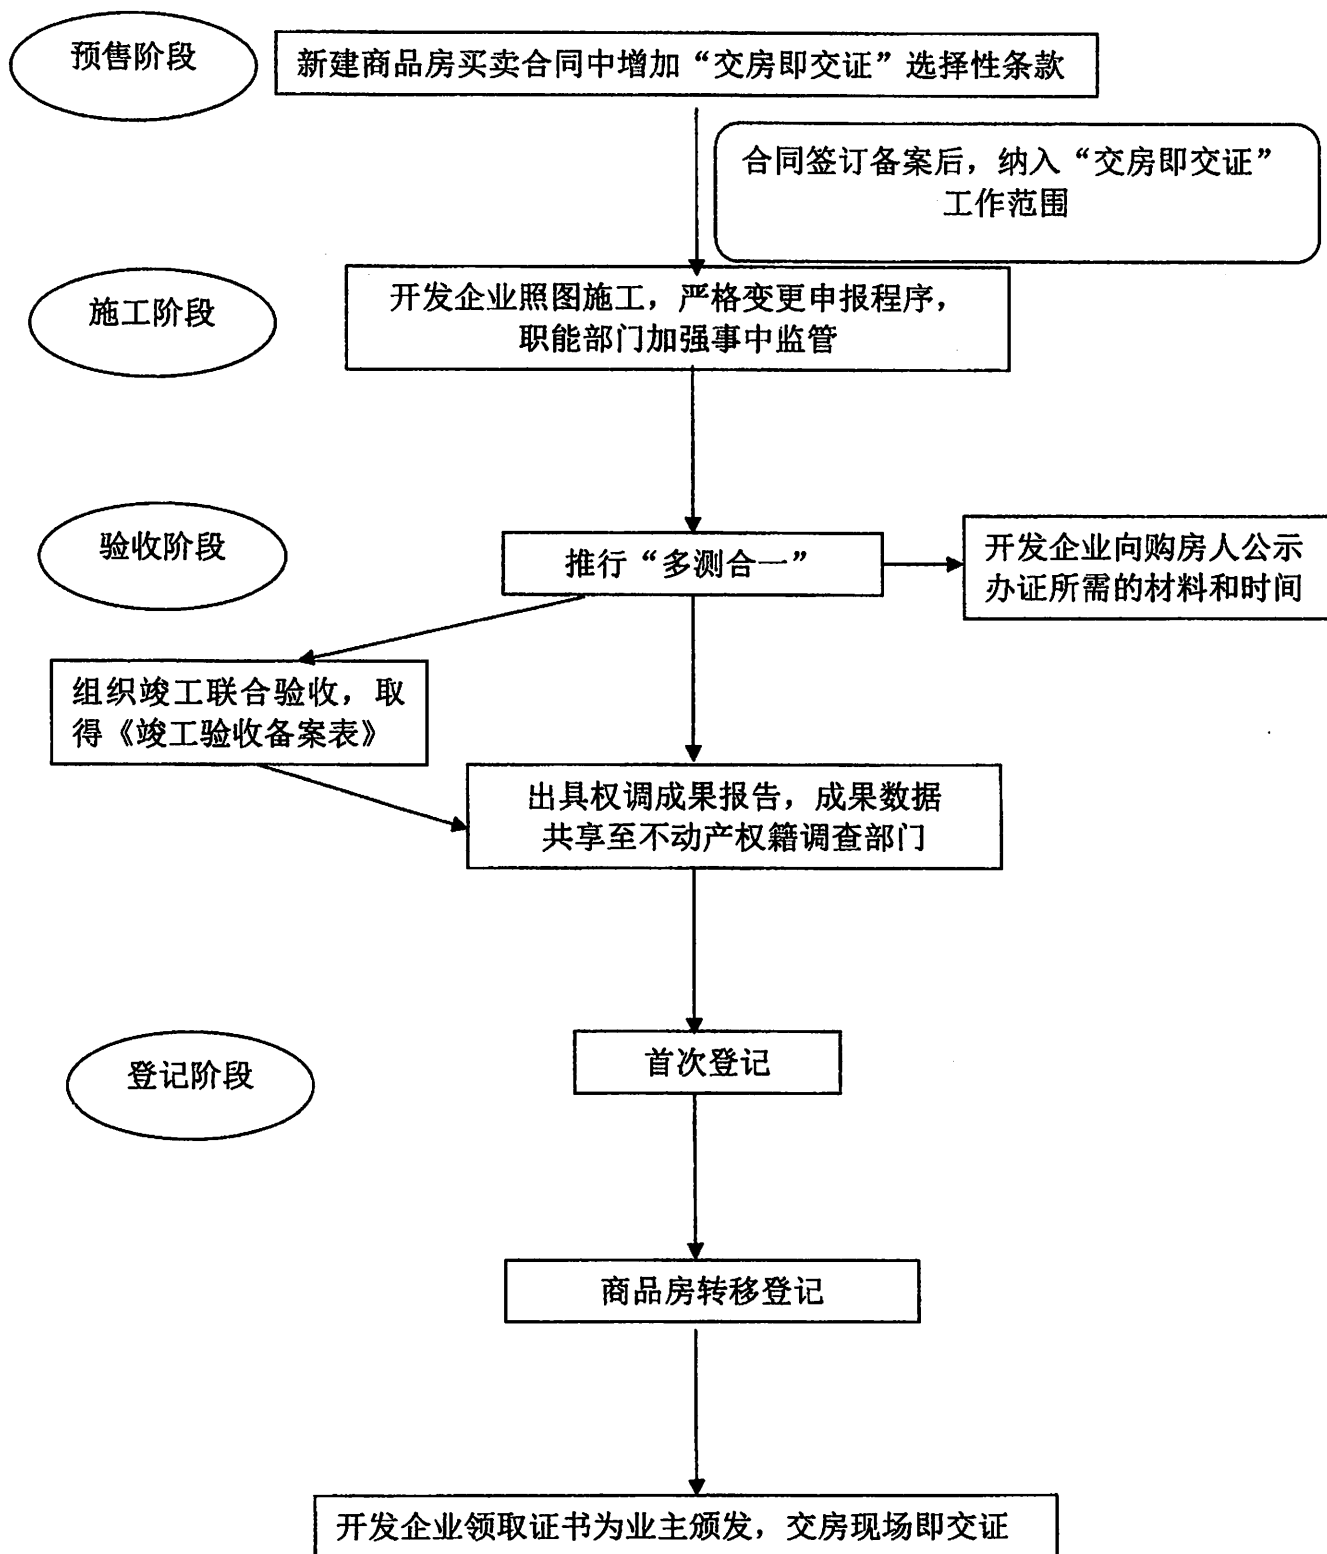 预售阶段
新建商品房买卖合同中增加“交房即交证”选择性条款
合同签订备案后，纳入“交房即交证”
工作范围
施工阶段
开发企业照图施工，严格变更申报程序，
职能部门加强事中监管
验收阶段
推行“多测合一”
开发企业向购房人公示
办证所需的材料和时间
组织竣工联合验收，取
得《竣工验收备案表》
出具权调成果报告，成果数据
共享至不动产权籍调查部门
登记阶段
首次登记
商品房转移登记
开发企业领取证书为业主颁发，交房现场即交证